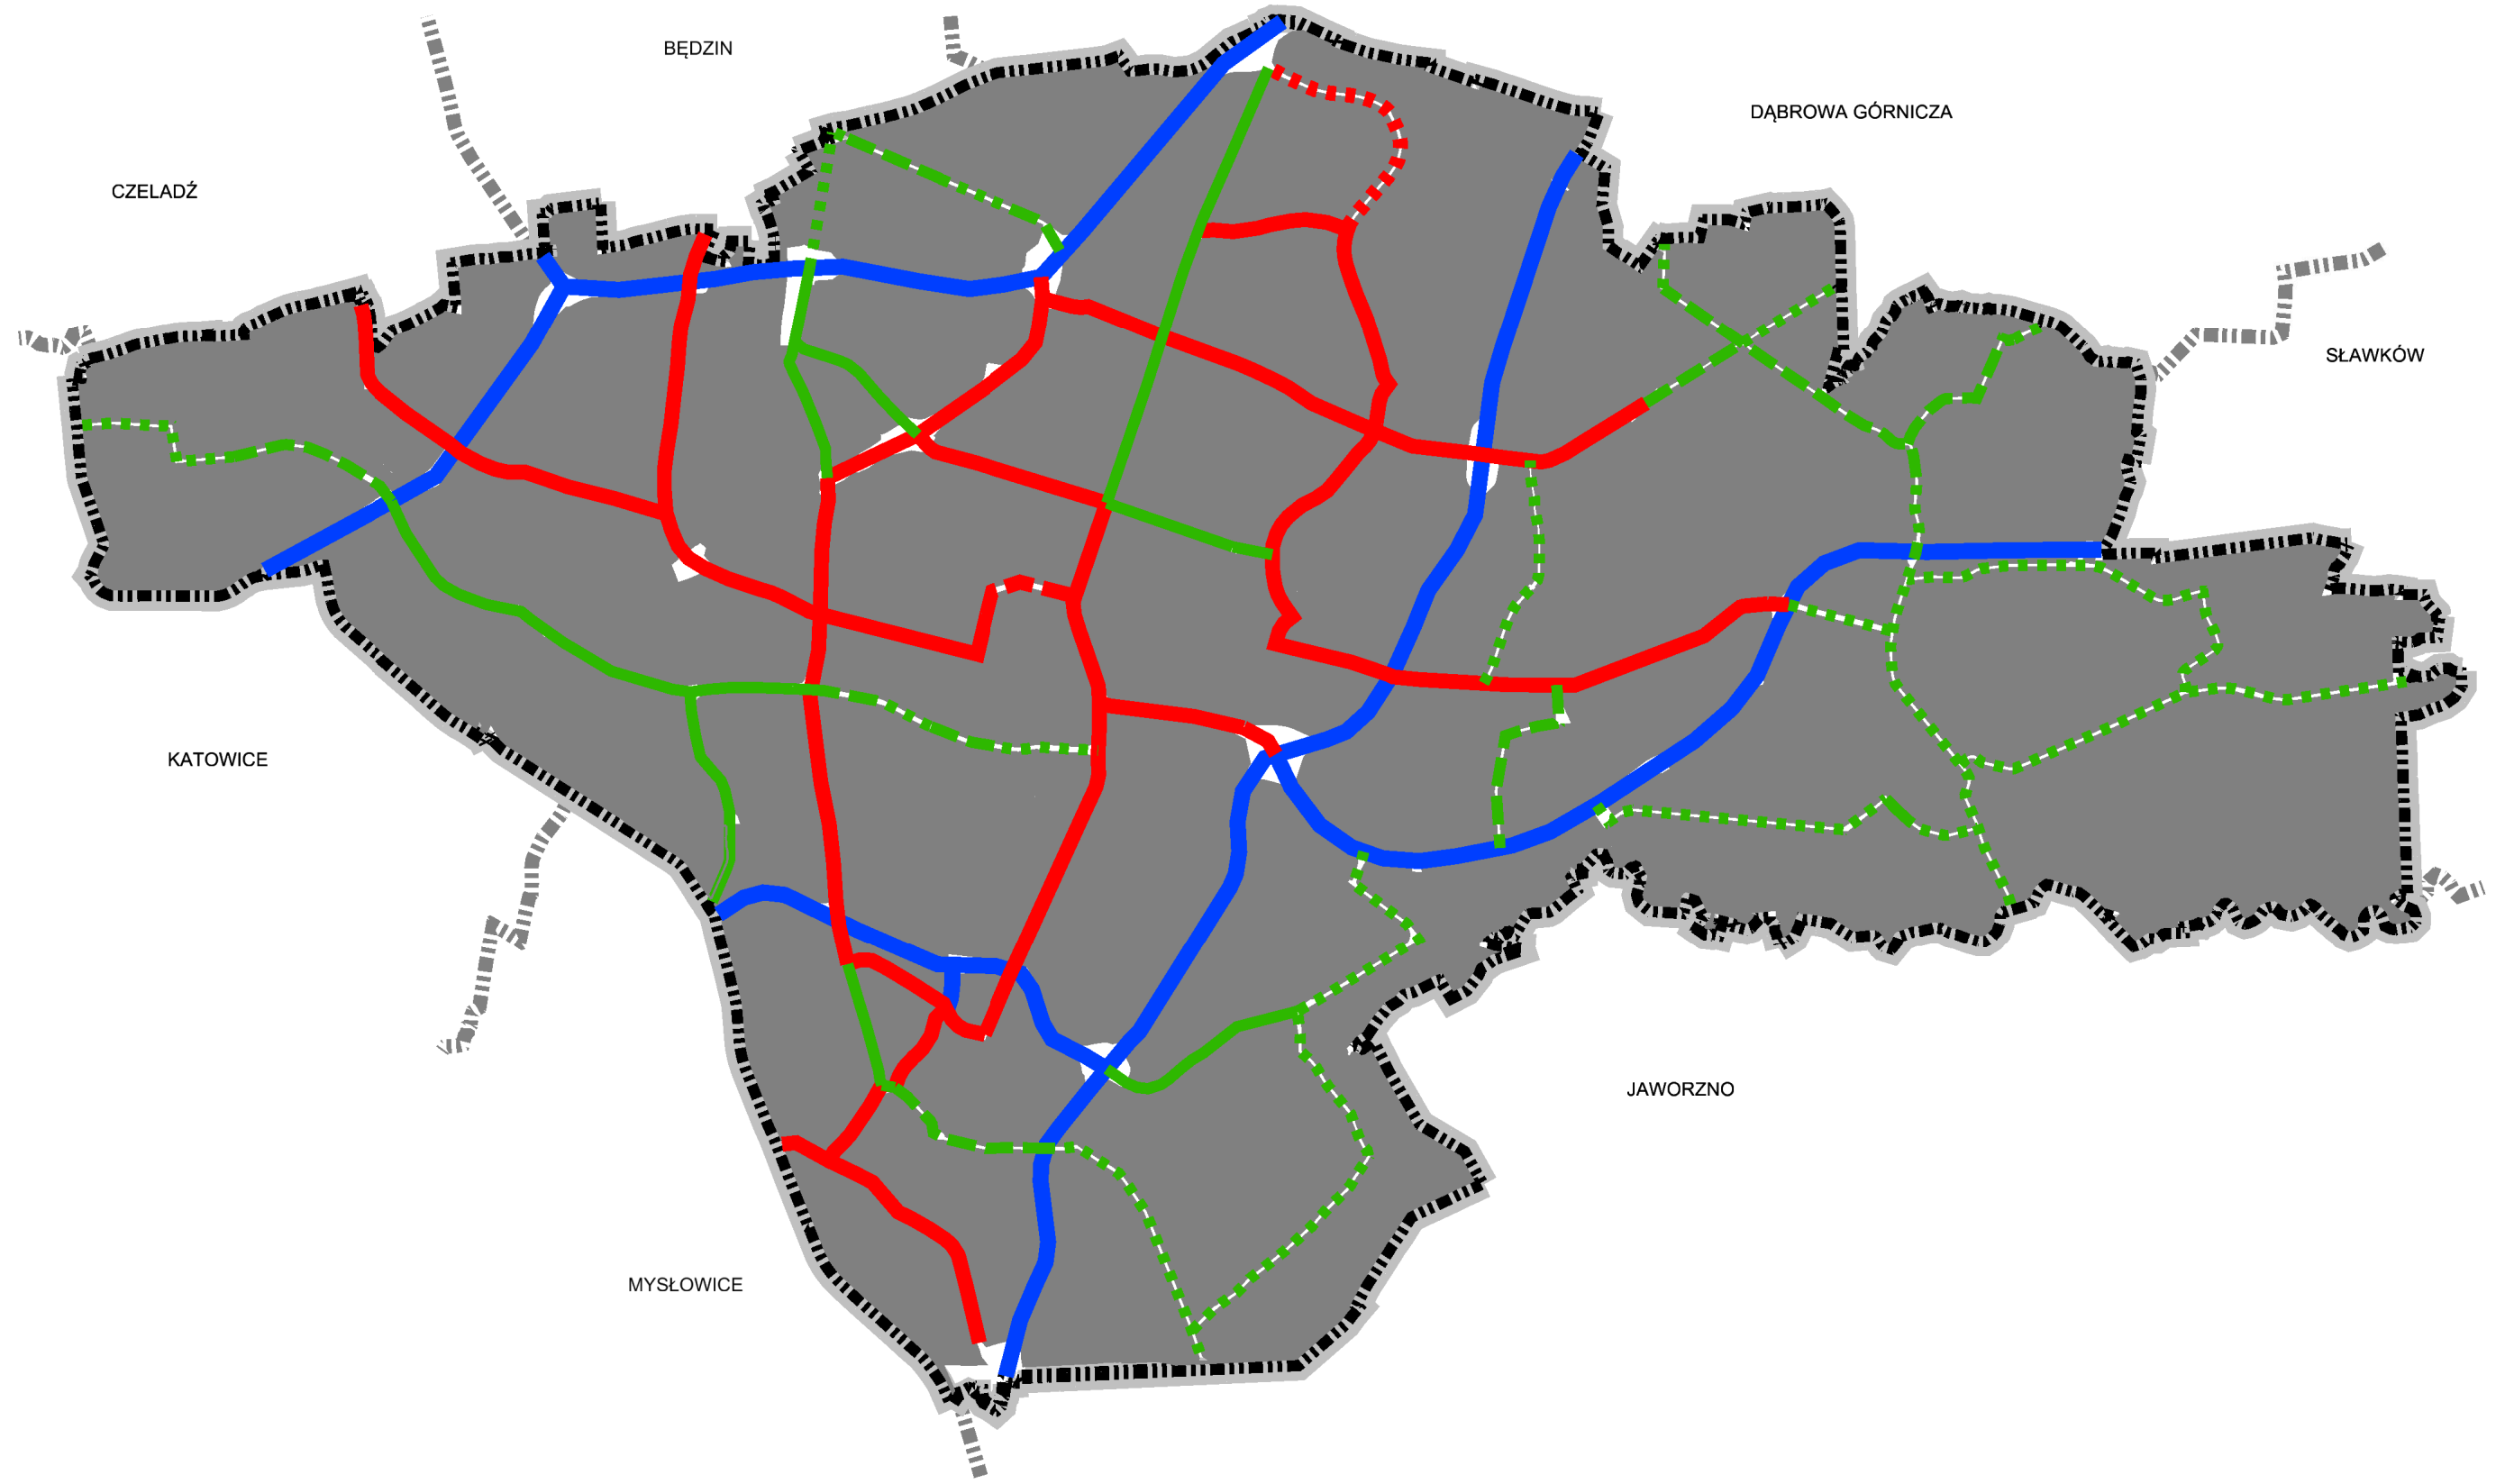 BĘDZIN
DĄBROWA GÓRNICZA
CZELADŹ
SŁAWKÓW
KATOWICE
JAWORZNO
MYSŁOWICE